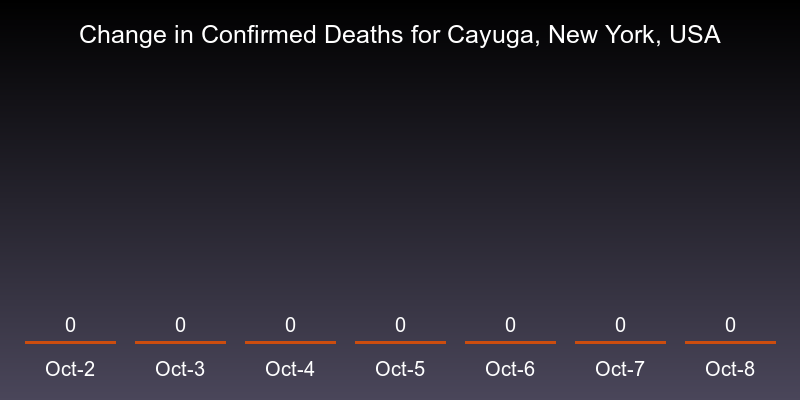 Change in Confirmed Deaths for Cayuga, New York, USA
0 0 0 0 0 0 0
Oct-2 Oct-3 Oct-4 Oct-5 Oct-6 Oct-7 Oct-8